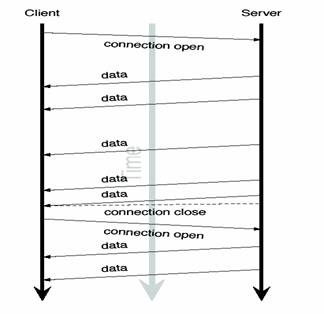 Client
Server
connection open
data
data
data
Time
data
data
connection close
connection open
data
data